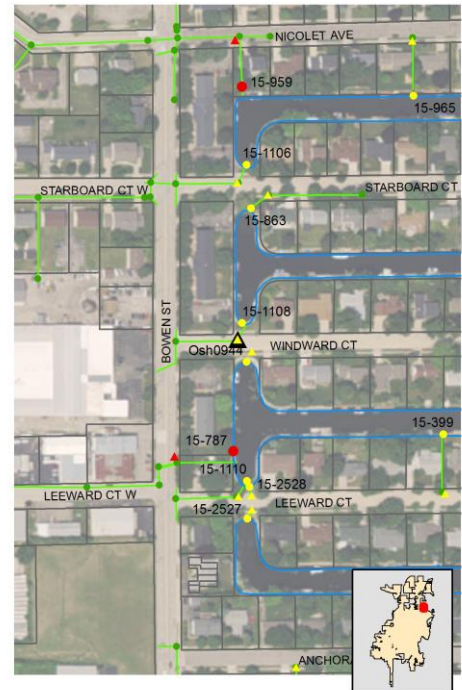 NICOLET AVE
15-959
15-965
15-1106
STARBOARD CT W
STARBOARD CT
15-863
15-1108
BOWEN ST
Osh0944
WINDWARD CT
15-399
15-787
15-1110
15-2528
LEEWARD CT W
LEEWARD CT
15-2527
ANCHORA